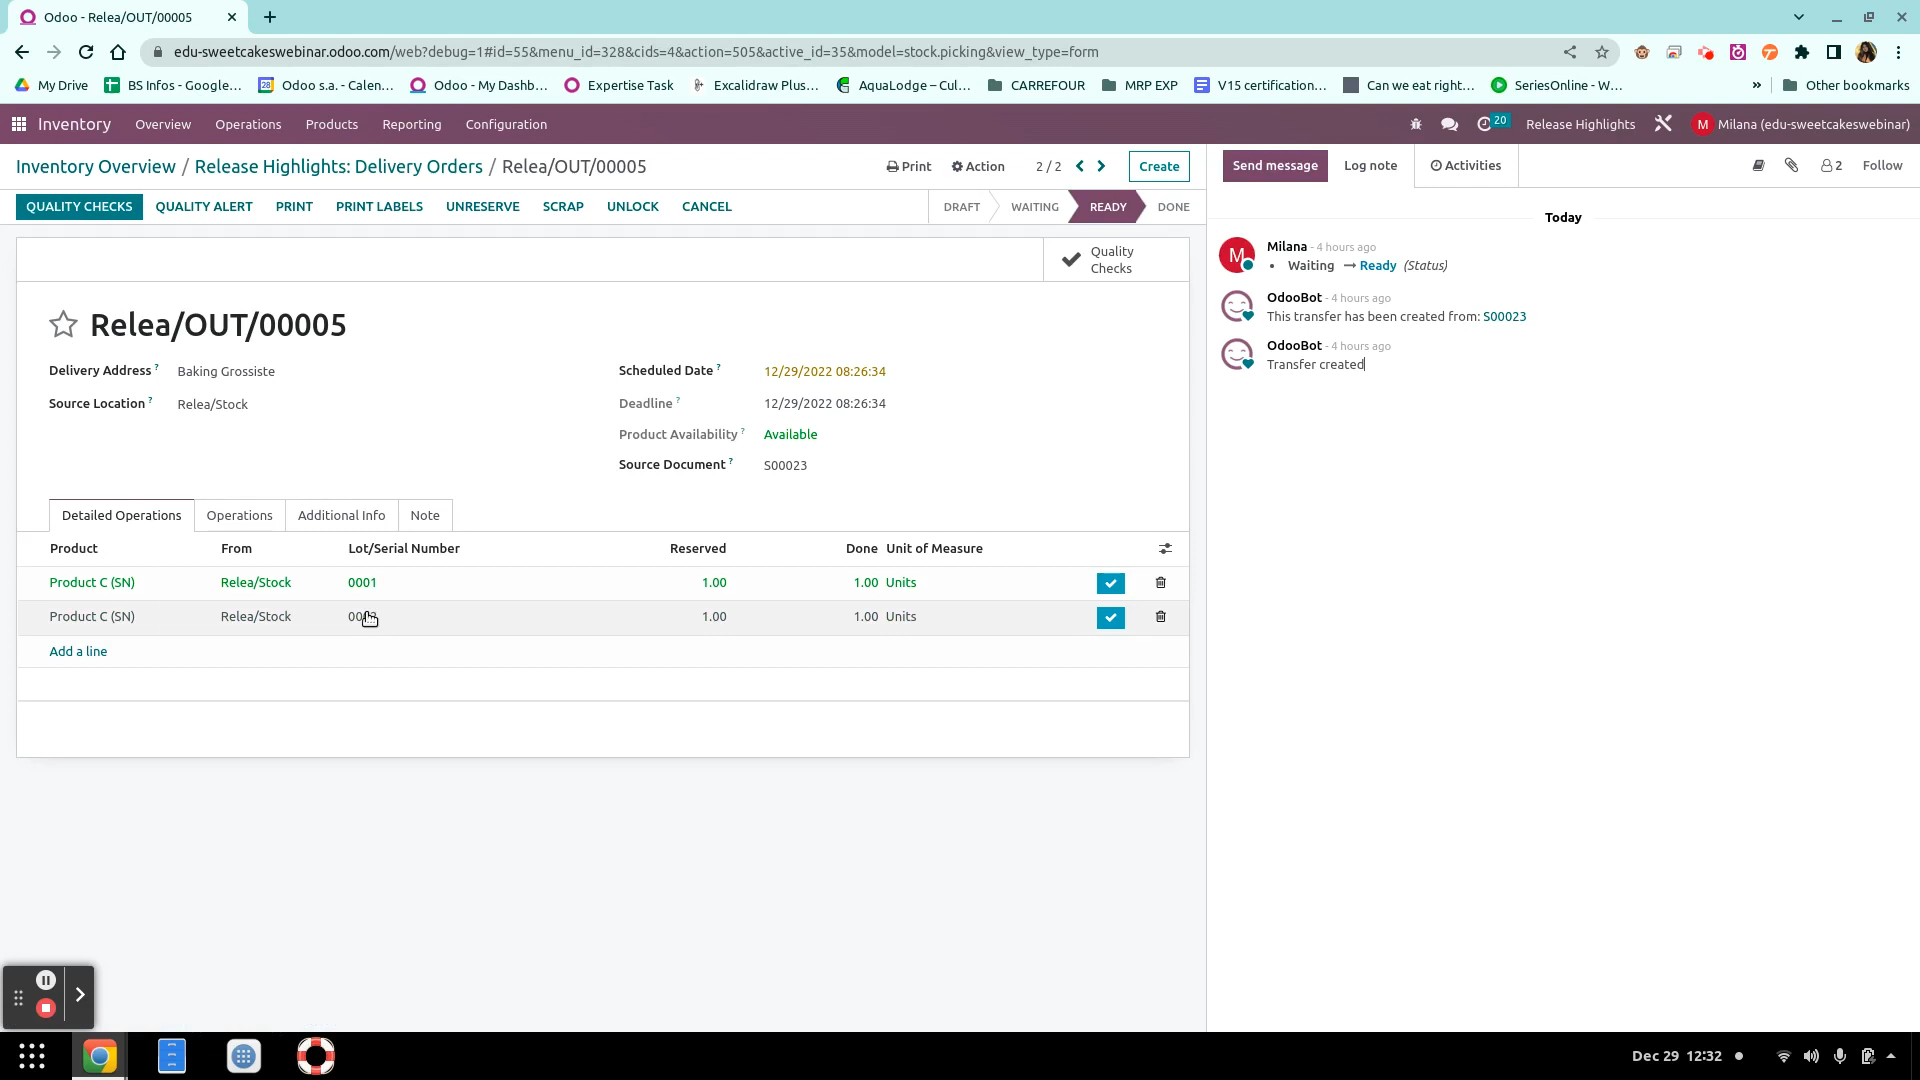 Odoo - Relea/OUT/00005
edu-sweetcakeswebinar.odoo.com/web?debug=1#id=55&menu_id=328&cids=4&action=505&active_id=35&model=stock.picking&view_type=form
My Drive BS Infos - Google... Odoo s.a. - Calen... Odoo - My Dashb... Expertise Task Excalidraw Plus... AquaLodge – Cul... CARREFOUR MRP EXP V15 certification... Can we eat right... SeriesOnline - W... » Other bookmarks
Inventory Overview Operations Products Reporting Configuration 20 Release Highlights M Milana (edu-sweetcakeswebinar)
Inventory Overview / Release Highlights: Delivery Orders / Relea/OUT/00005 Print Action 2 / 2 Create Send message Log note Activities 2 Follow
QUALITY CHECKS QUALITY ALERT PRINT PRINT LABELS UNRESERVE SCRAP UNLOCK CANCEL DRAFT WAITING READY DONE
Quality Checks
Relea/OUT/00005
Delivery Address ? Baking Grossiste
Source Location ? Relea/Stock
Scheduled Date ? 12/29/2022 08:26:34
Deadline ? 12/29/2022 08:26:34
Product Availability ? Available
Source Document ? S00023
Detailed Operations Operations Additional Info Note
Product From Lot/Serial Number Reserved Done Unit of Measure
Product C (SN) Relea/Stock 0001 1.00 1.00 Units
Product C (SN) Relea/Stock 1.00 1.00 Units
Add a line
Today
M Milana - 4 hours ago
Waiting → Ready (Status)
OdooBot - 4 hours ago
This transfer has been created from: S00023
OdooBot - 4 hours ago
Transfer created
Dec 29 12:32